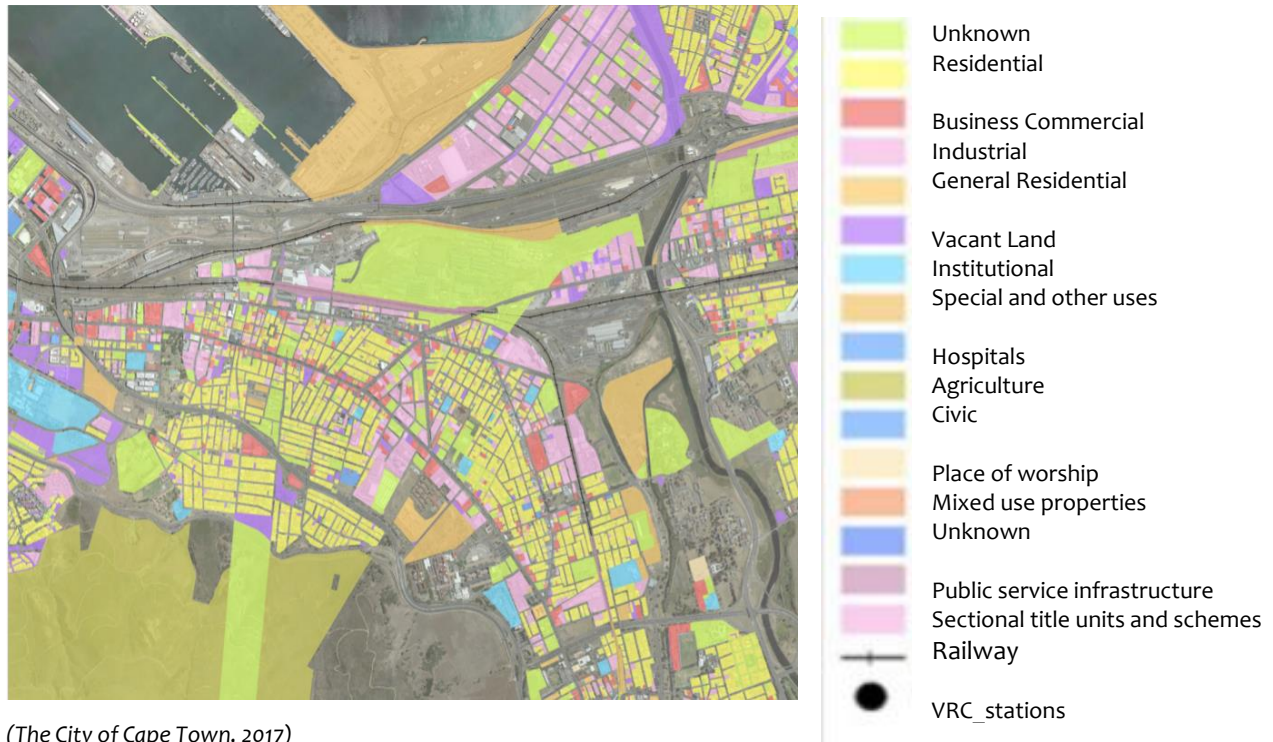 Unknown
Residential
Business Commercial
Industrial
General Residential
Vacant Land
Institutional
Special and other uses
Hospitals
Agriculture
Civic
Place of worship
Mixed use properties
Unknown
Public service infrastructure
Sectional title units and schemes
Railway
VRC_stations
(The City of Cape Town, 2017)